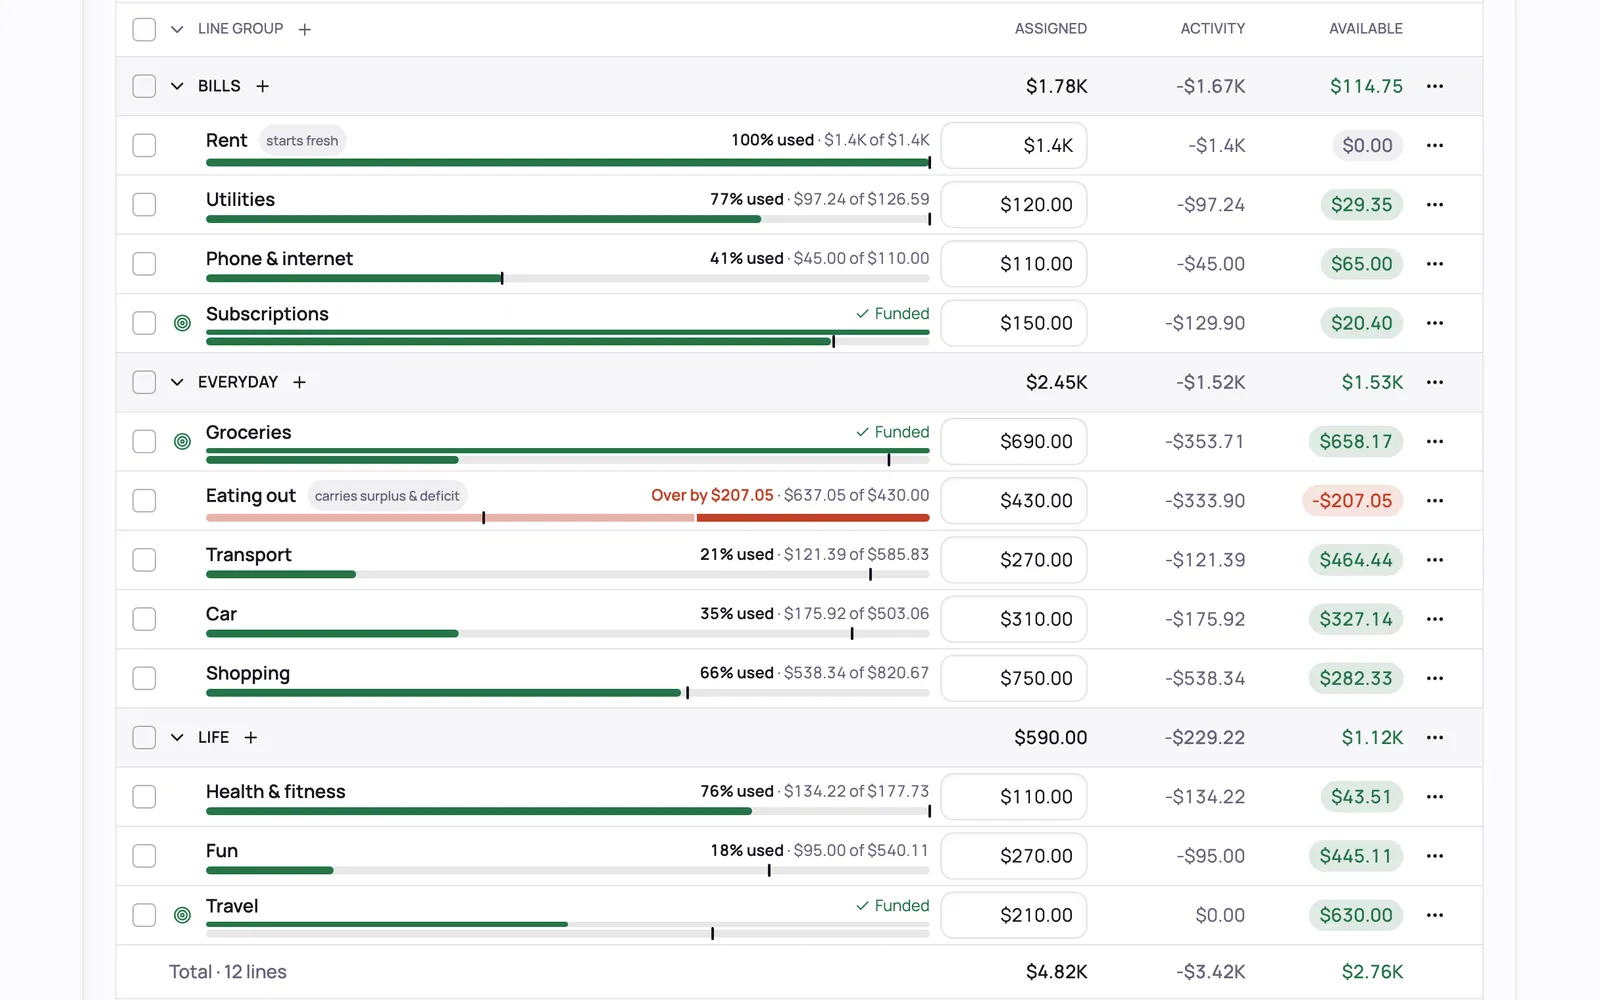 LINE GROUP + ASSIGNED ACTIVITY AVAILABLE
BILLS + $1.78K -$1.67K $114.75 ...
Rent starts fresh 100% used · $1.4K of $1.4K $1.4K -$1.4K $0.00 ...
Utilities 77% used · $97.24 of $126.59 $120.00 -$97.24 $29.35 ...
Phone & internet 41% used · $45.00 of $110.00 $110.00 -$45.00 $65.00 ...
Subscriptions ✓ Funded $150.00 -$129.90 $20.40 ...
EVERYDAY + $2.45K -$1.52K $1.53K ...
Groceries ✓ Funded $690.00 -$353.71 $658.17 ...
Eating out carries surplus & deficit Over by $207.05 · $637.05 of $430.00 $430.00 -$333.90 -$207.05 ...
Transport 21% used · $121.39 of $585.83 $270.00 -$121.39 $464.44 ...
Car 35% used · $175.92 of $503.06 $310.00 -$175.92 $327.14 ...
Shopping 66% used · $538.34 of $820.67 $750.00 -$538.34 $282.33 ...
LIFE + $590.00 -$229.22 $1.12K ...
Health & fitness 76% used · $134.22 of $177.73 $110.00 -$134.22 $43.51 ...
Fun 18% used · $95.00 of $540.11 $270.00 -$95.00 $445.11 ...
Travel ✓ Funded $210.00 $0.00 $630.00 ...
Total · 12 lines $4.82K -$3.42K $2.76K